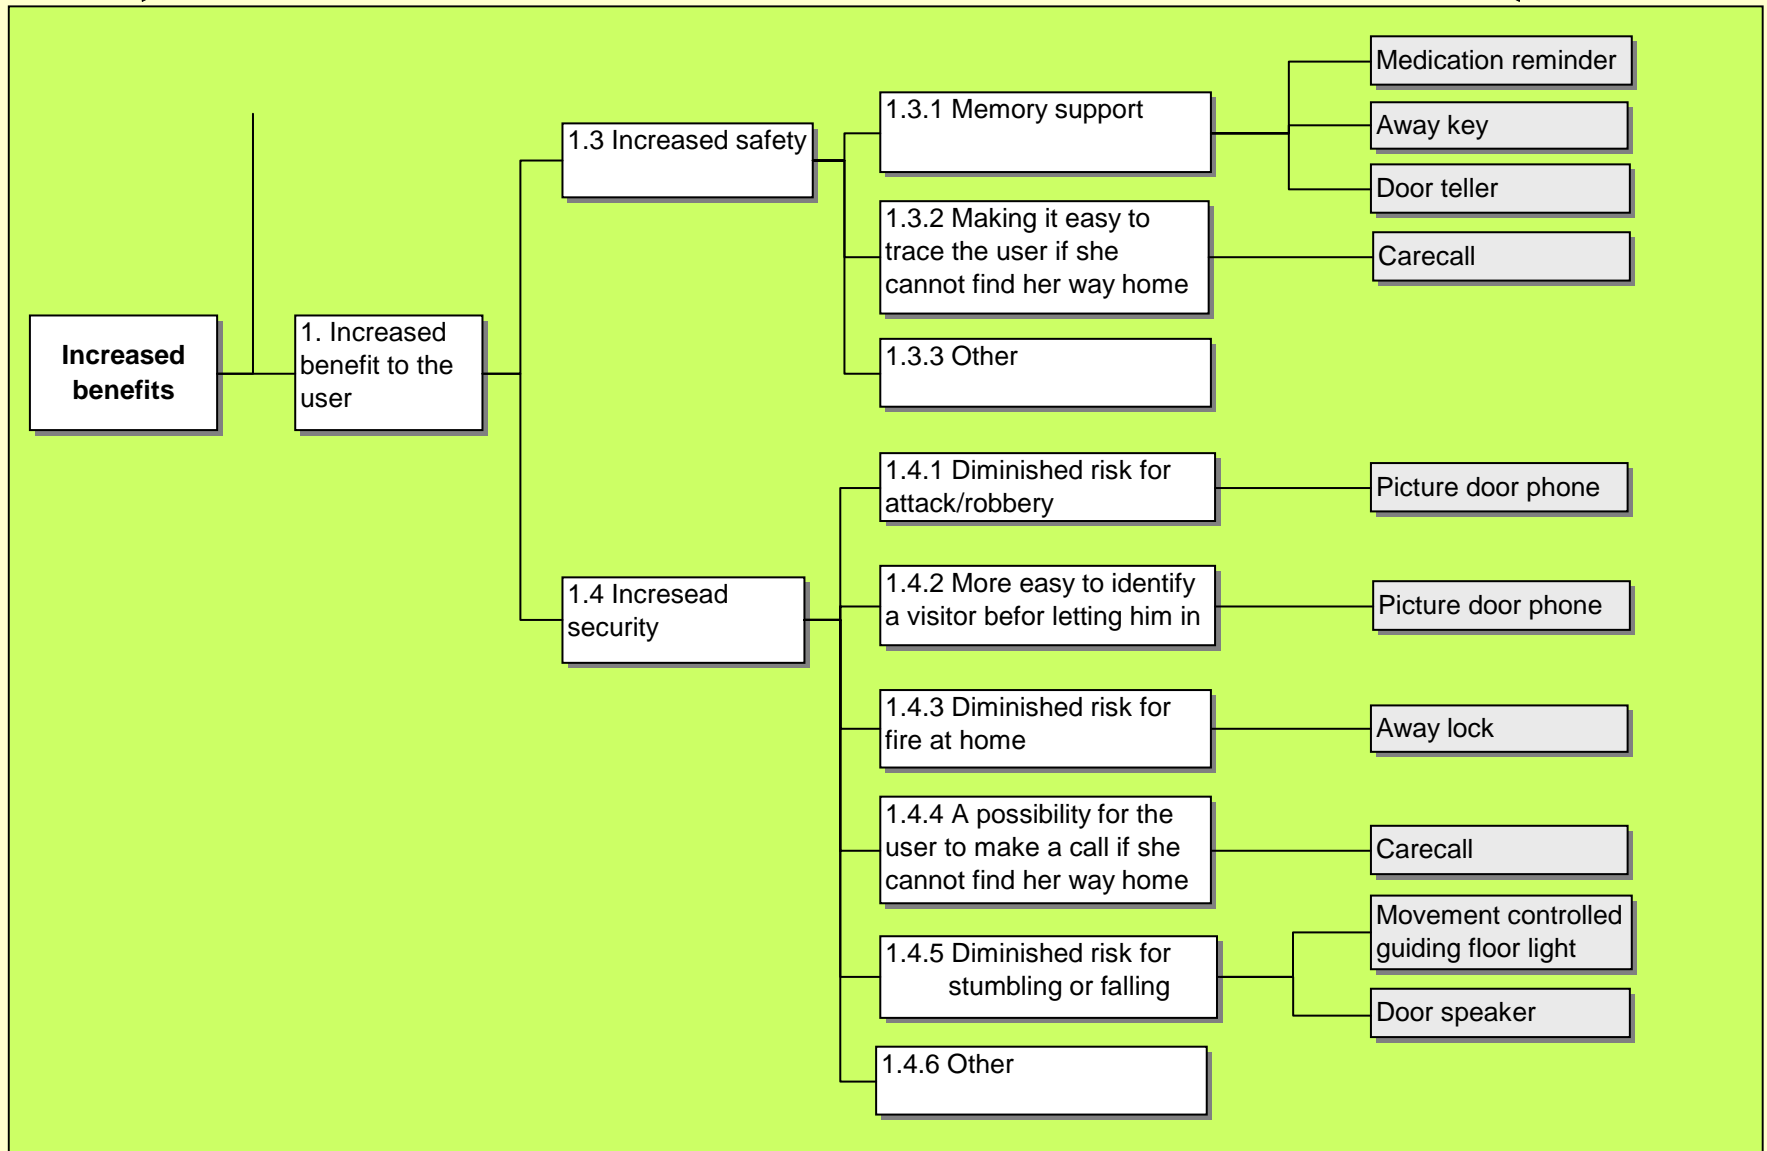 Increased
benefits
1. Increased
benefit to the
user
1.3 Increased safety
1.4 Incresead
security
1.3.1 Memory support
1.3.2 Making it easy to
trace the user if she
cannot find her way home
1.3.3 Other
1.4.1 Diminished risk for
attack/robbery
1.4.2 More easy to identify
a visitor befor letting him in
1.4.3 Diminished risk for
fire at home
1.4.4 A possibility for the
user to make a call if she
cannot find her way home
1.4.5 Diminished risk for
stumbling or falling
1.4.6 Other
Medication reminder
Away key
Door teller
Carecall
Picture door phone
Picture door phone
Away lock
Carecall
Movement controlled
guiding floor light
Door speaker